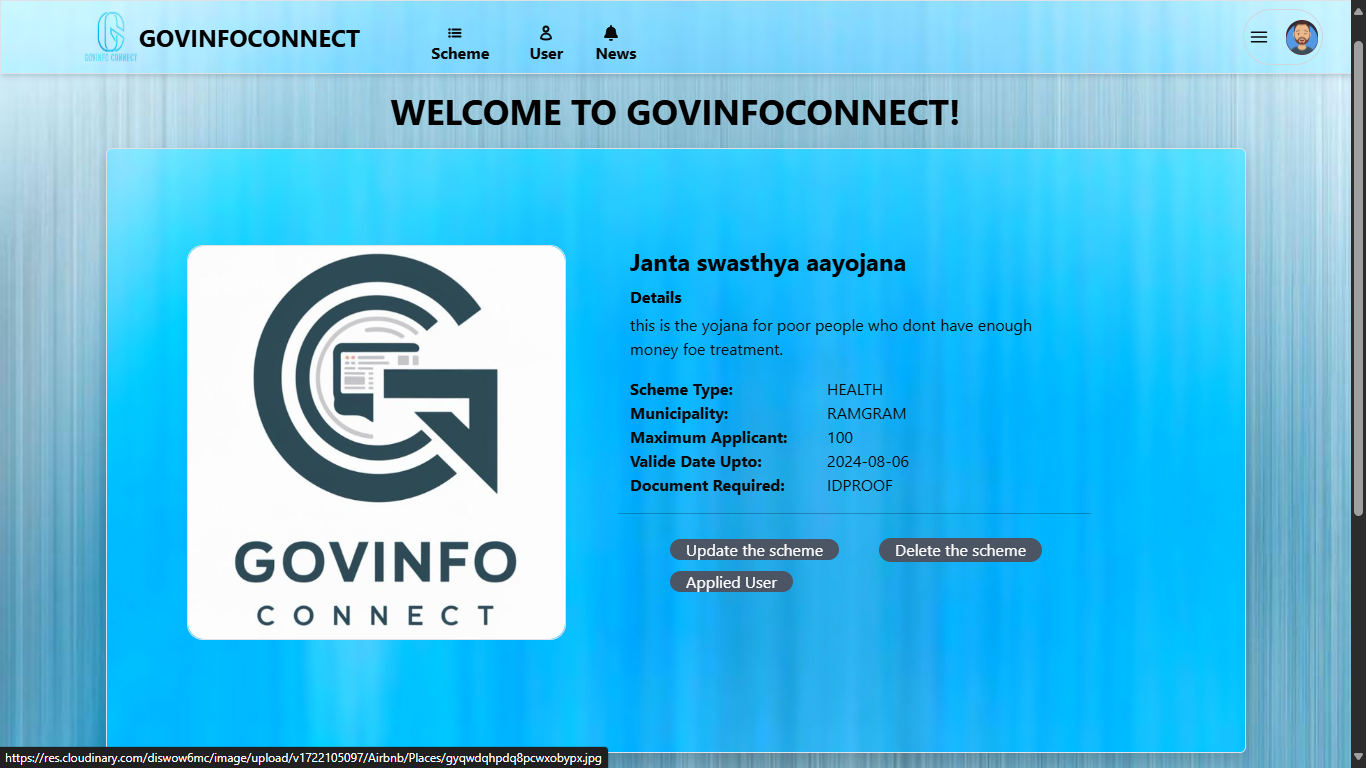 GOVINFO CONNECT
GOVINFOCONNECT
Scheme
User
News
WELCOME TO GOVINFOCONNECT!
GOVINFO
CONNECT
Janta swasthya aayojana
Details
this is the yojana for poor people who dont have enough
money foe treatment.
Scheme Type: HEALTH
Municipality: RAMGRAM
Maximum Applicant: 100
Valide Date Upto: 2024-08-06
Document Required: IDPROOF
Update the scheme
Delete the scheme
Applied User
https://res.cloudinary.com/diswow6mc/image/upload/v1722105097/Airbnb/Places/gyqwdqhpdq8pcwxobypx.jpg